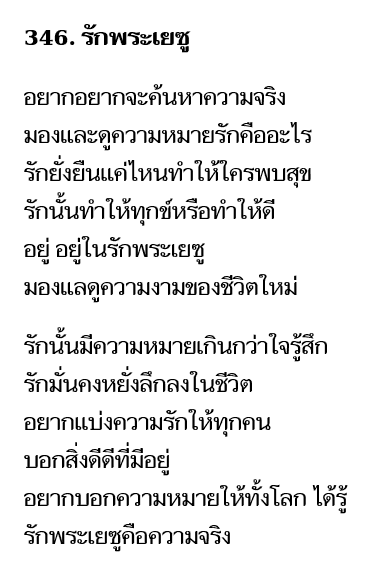 346. รักพระเยซู
อยากอยากจะค้นหาความจริง
มองและดูความหมายรักคืออะไร
รักยั่งยืนแค่ไหนทำให้ใครพบสุข
รักนั้นทำให้ทุกข์หรือทำให้ดี
อยู่ อยู่ในรักพระเยซู
มองแลดูความงามของชีวิตใหม่
รักนั้นมีความหมายเกินกว่าใจรู้สึก
รักมั่นคงหยั่งลึกลงในชีวิต
อยากแบ่งความรักให้ทุกคน
บอกสิ่งดีดีที่มีอยู่
อยากบอกความหมายให้ทั้งโลก ได้รู้
รักพระเยซูคือความจริง